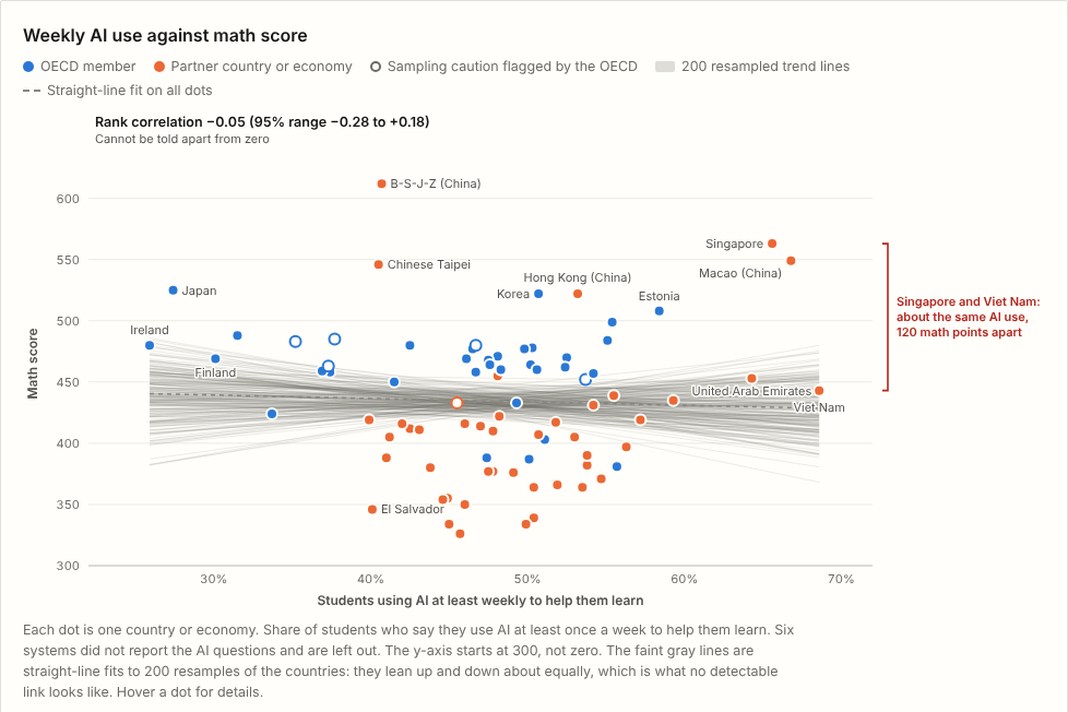 Weekly AI use against math score
OECD member
Partner country or economy
Sampling caution flagged by the OECD
200 resampled trend lines
Straight-line fit on all dots
Rank correlation −0.05 (95% range −0.28 to +0.18)
Cannot be told apart from zero
600
550
500
450
400
350
300
Math score
B-S-J-Z (China)
Singapore
Chinese Taipei
Macao (China)
Hong Kong (China)
Japan
Korea
Estonia
Ireland
Finland
United Arab Emirates
Viet Nam
El Salvador
Singapore and Viet Nam:
about the same AI use,
120 math points apart
30%
40%
50%
60%
70%
Students using AI at least weekly to help them learn
Each dot is one country or economy. Share of students who say they use AI at least once a week to help them learn. Six
systems did not report the AI questions and are left out. The y-axis starts at 300, not zero. The faint gray lines are
straight-line fits to 200 resamples of the countries: they lean up and down about equally, which is what no detectable
link looks like. Hover a dot for details.